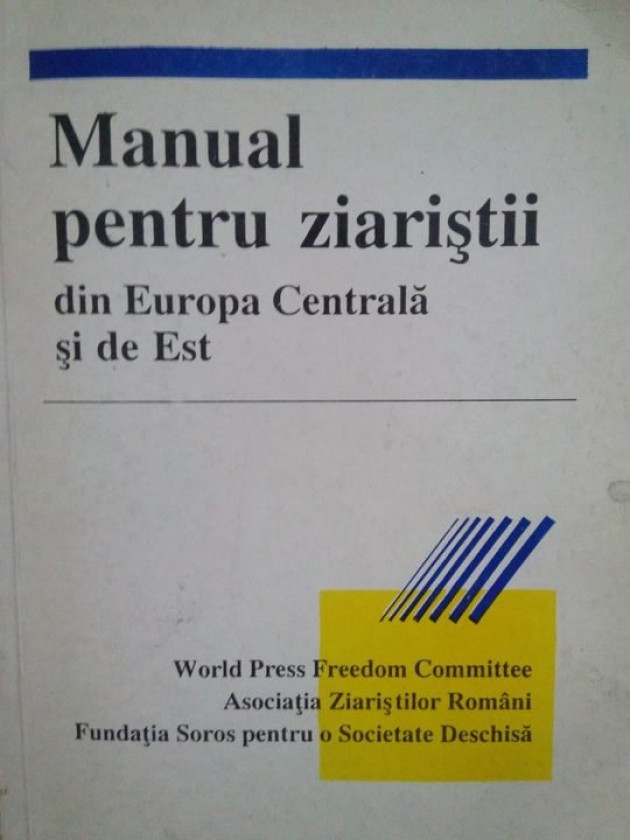 Manual
pentru ziariştii
din Europa Centrală
şi de Est
World Press Freedom Committee
Asociaţia Ziariştilor Români
Fundaţia Soros pentru o Societate Deschisă